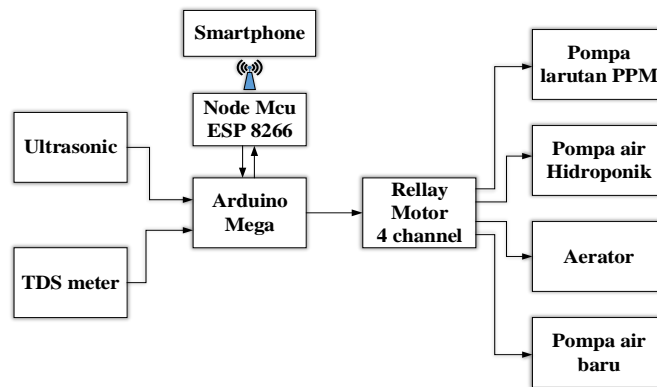 Smartphone
Node Mcu
ESP 8266
Ultrasonic
TDS meter
Arduino
Mega
Rellay
Motor
4 channel
Pompa
larutan PPM
Pompa air
Hidroponik
Aerator
Pompa air
baru